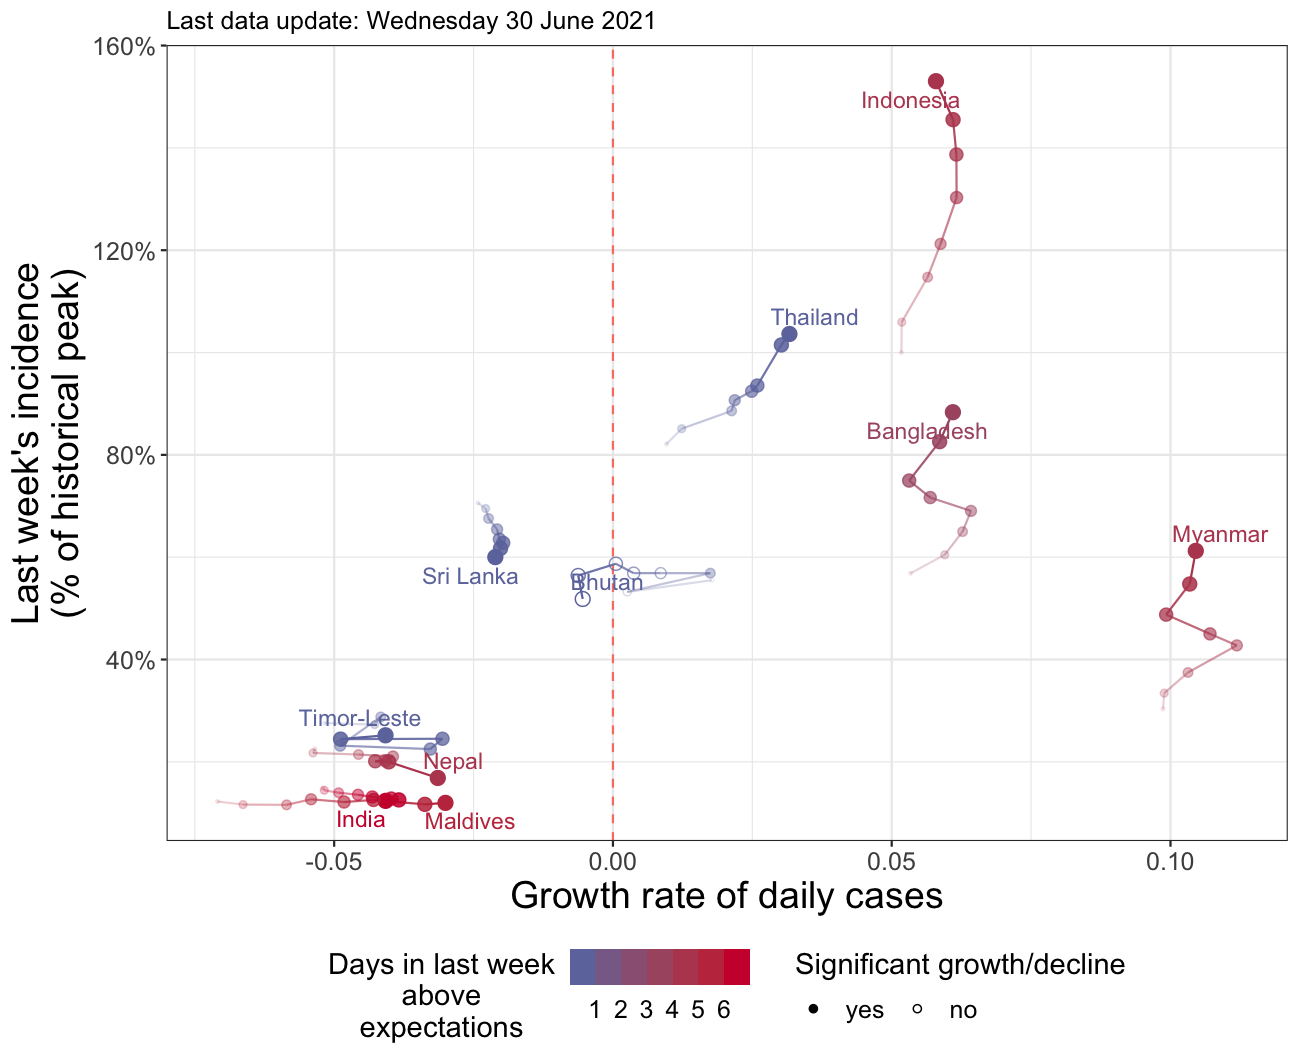 Last data update: Wednesday 30 June 2021
160%
120%
80%
40%
Last week's incidence
(% of historical peak)
Indonesia
Thailand
Bangladesh
Myanmar
Sri Lanka
Bhutan
Timor-Leste
Nepal
India
Maldives
-0.05
0.00
0.05
0.10
Growth rate of daily cases
Days in last week
above
expectations
1 2 3 4 5 6
Significant growth/decline
yes
no